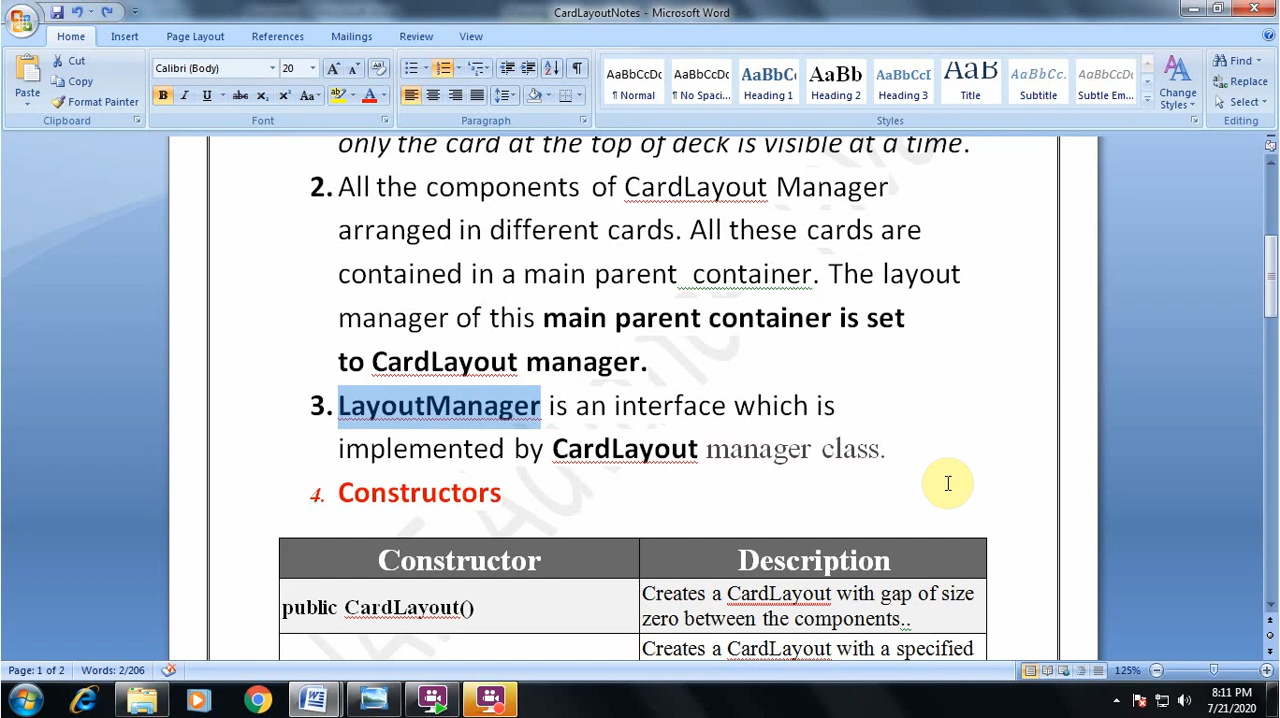 CardLayoutNotes - Microsoft Word
Home Insert Page Layout References Mailings Review View
Paste
Cut
Copy
Format Painter
Clipboard
Calibri (Body) 20
B I U abc x₂ x² Aa
Font
Paragraph
AaBbCcDc AaBbCcDc AaBbC AaBb AaBbCcI AaB AaBbCcI AaBbCcDc
¶ Normal ¶ No Spaci... Heading 1 Heading 2 Heading 3 Title Subtitle Subtle Em...
Change
Styles
Styles
Find
Replace
Select
Editing
only the card at the top of deck is visible at a time.
2. All the components of CardLayout Manager
arranged in different cards. All these cards are
contained in a main parent container. The layout
manager of this main parent container is set
to CardLayout manager.
3. LayoutManager is an interface which is
implemented by CardLayout manager class.
4. Constructors
Constructor Description
public CardLayout() Creates a CardLayout with gap of size
zero between the components..
Creates a CardLayout with a specified
Page: 1 of 2 Words: 2/206 125%
8:11 PM
7/21/2020